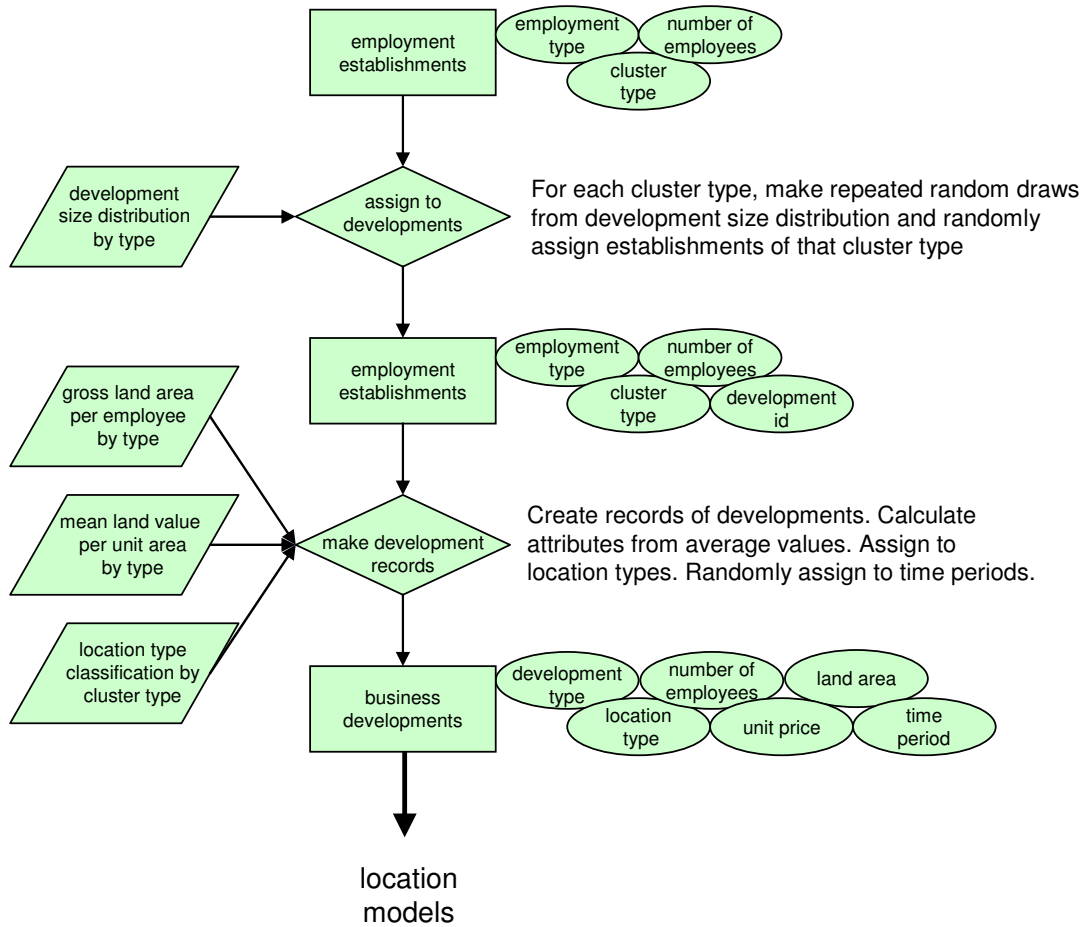 employment
establishments
employment
type
number of
employees
cluster
type
development
size distribution
by type
assign to
developments
For each cluster type, make repeated random draws
from development size distribution and randomly
assign establishments of that cluster type
employment
establishments
employment
type
number of
employees
cluster
type
development
id
gross land area
per employee
by type
mean land value
per unit area
by type
make development
records
Create records of developments. Calculate
attributes from average values. Assign to
location types. Randomly assign to time periods.
location type
classification by
cluster type
business
developments
development
type
number of
employees
land area
location
type
unit price
time
period
location
models